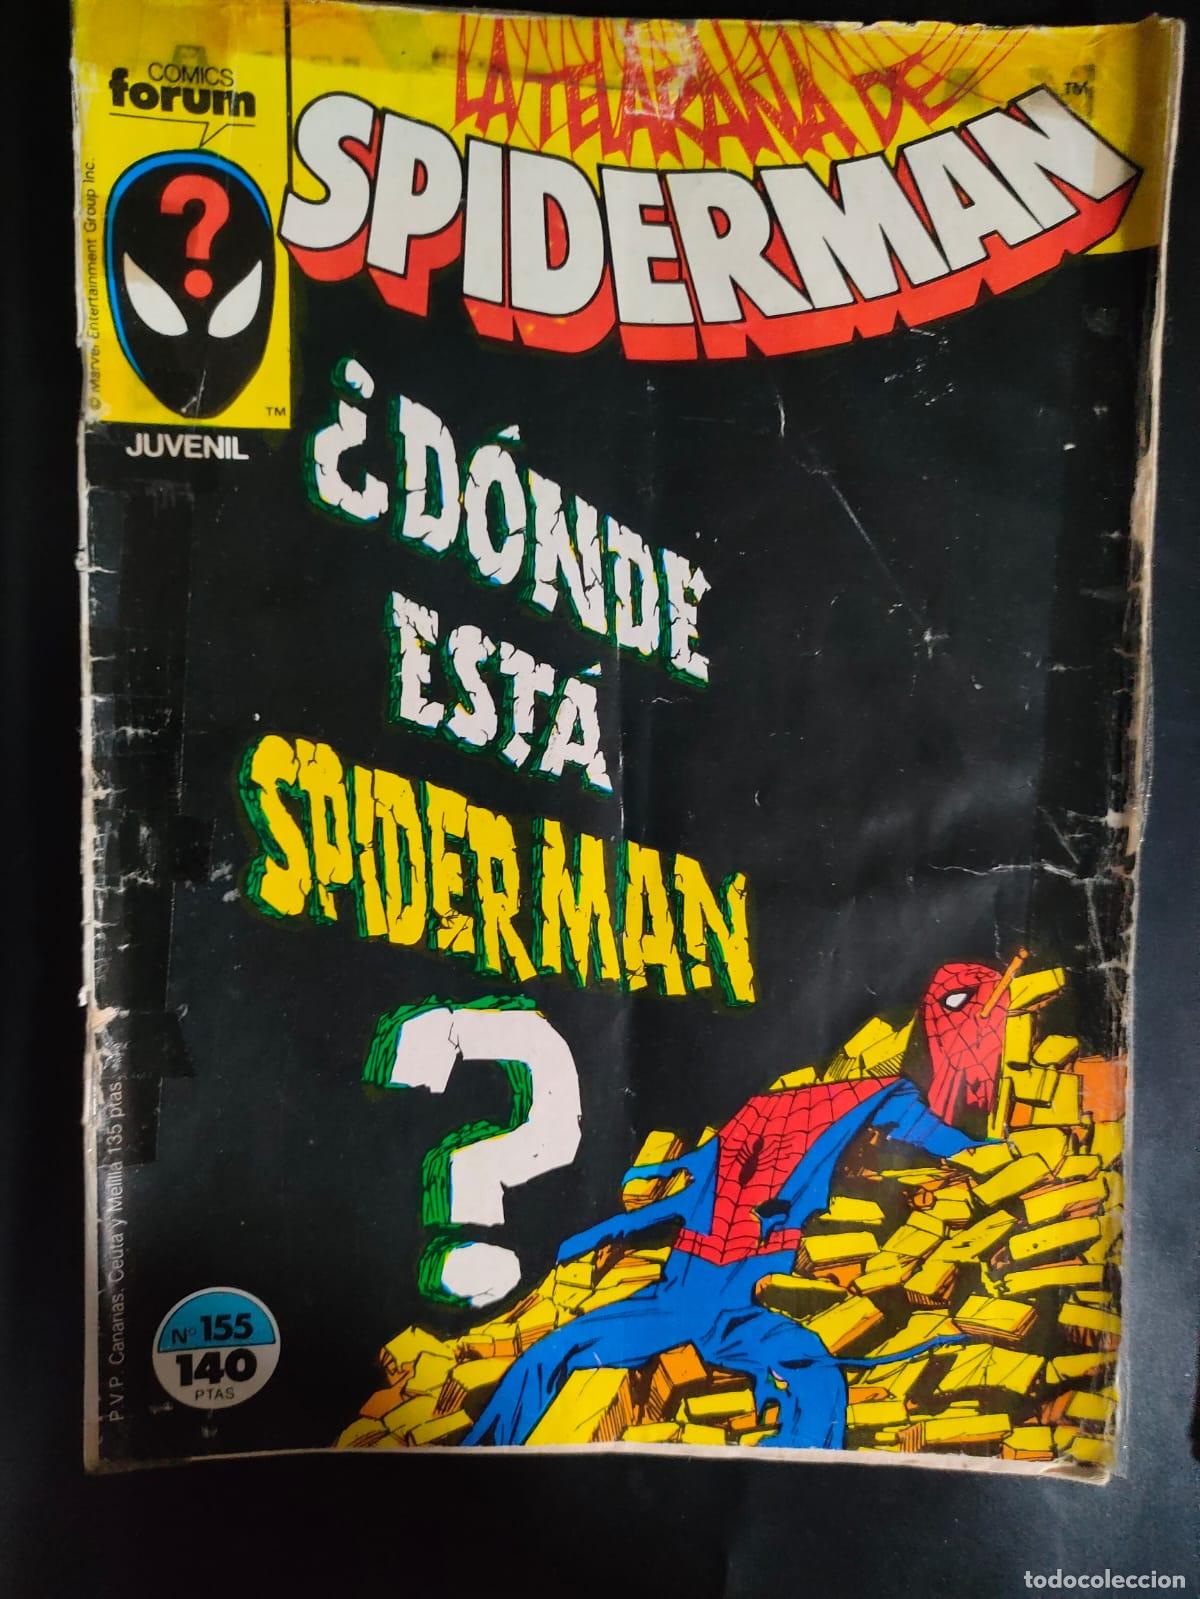 COMICS
forum
LA TELARAÑA DE
SPIDERMAN
TM
?
TM
© Marvel Entertainment Group Inc.
JUVENIL
¿DÓNDE
ESTÁ
SPIDERMAN
?
P.V.P. Canarias, Ceuta y Melilla 135 ptas.
Nº 155
140
PTAS
todocoleccion